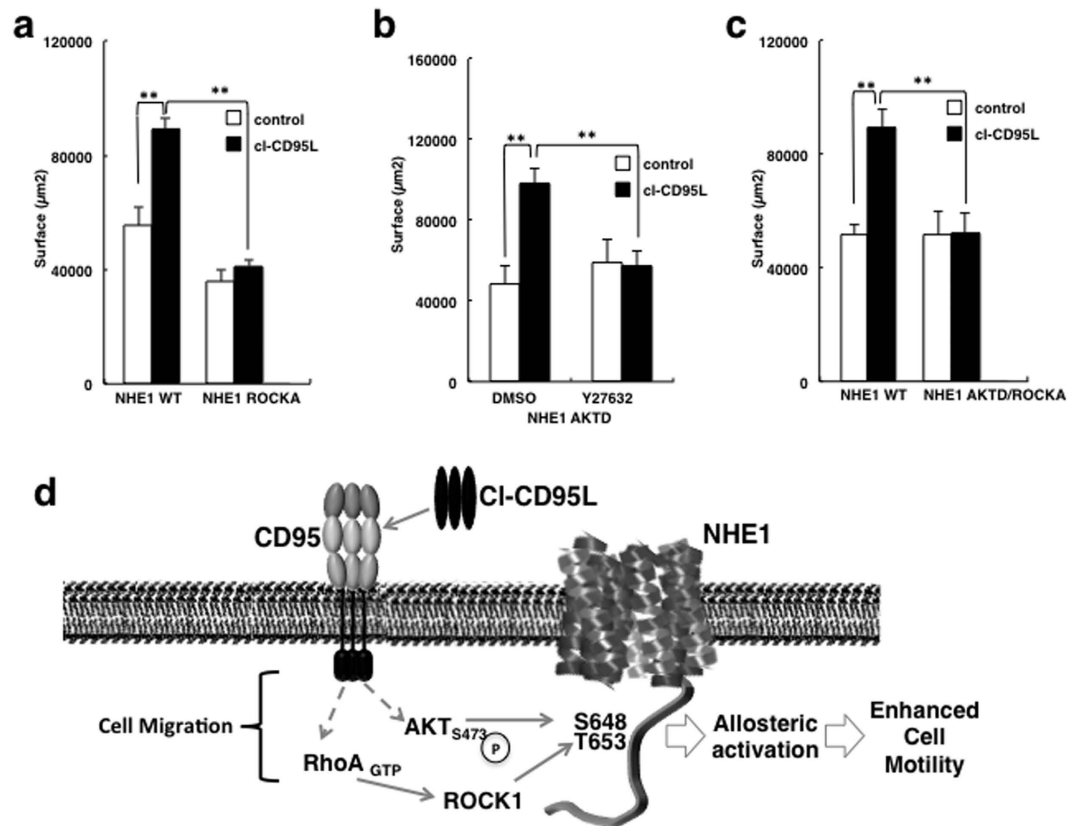 a
120000
80000
40000
0
Surface (µm2)
**
**
control
cl-CD95L
NHE1 WT
NHE1 ROCKA
b
160000
120000
80000
40000
0
Surface (µm2)
**
**
control
cl-CD95L
DMSO
Y27632
NHE1 AKTD
c
120000
80000
40000
0
Surface (µm2)
**
**
control
cl-CD95L
NHE1 WT
NHE1 AKTD/ROCKA
d
Cl-CD95L
CD95
NHE1
Cell Migration
AKT S473
P
RhoA GTP
ROCK1
S648
T653
Allosteric
activation
Enhanced
Cell
Motility